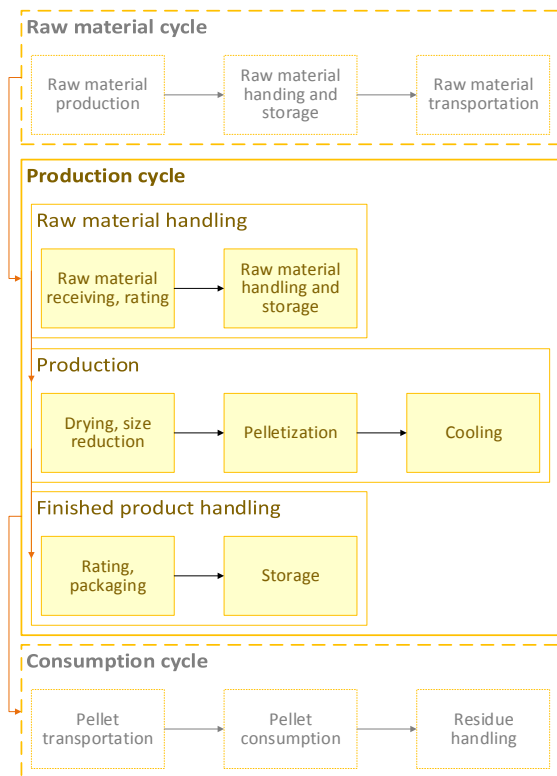 Raw material cycle
Raw material
production
Raw material
handing and
storage
Raw material
transportation
Production cycle
Raw material handling
Raw material
receiving, rating
Raw material
handling and
storage
Production
Drying, size
reduction
Pelletization
Cooling
Finished product handling
Rating,
packaging
Storage
Consumption cycle
Pellet
transportation
Pellet
consumption
Residue
handling